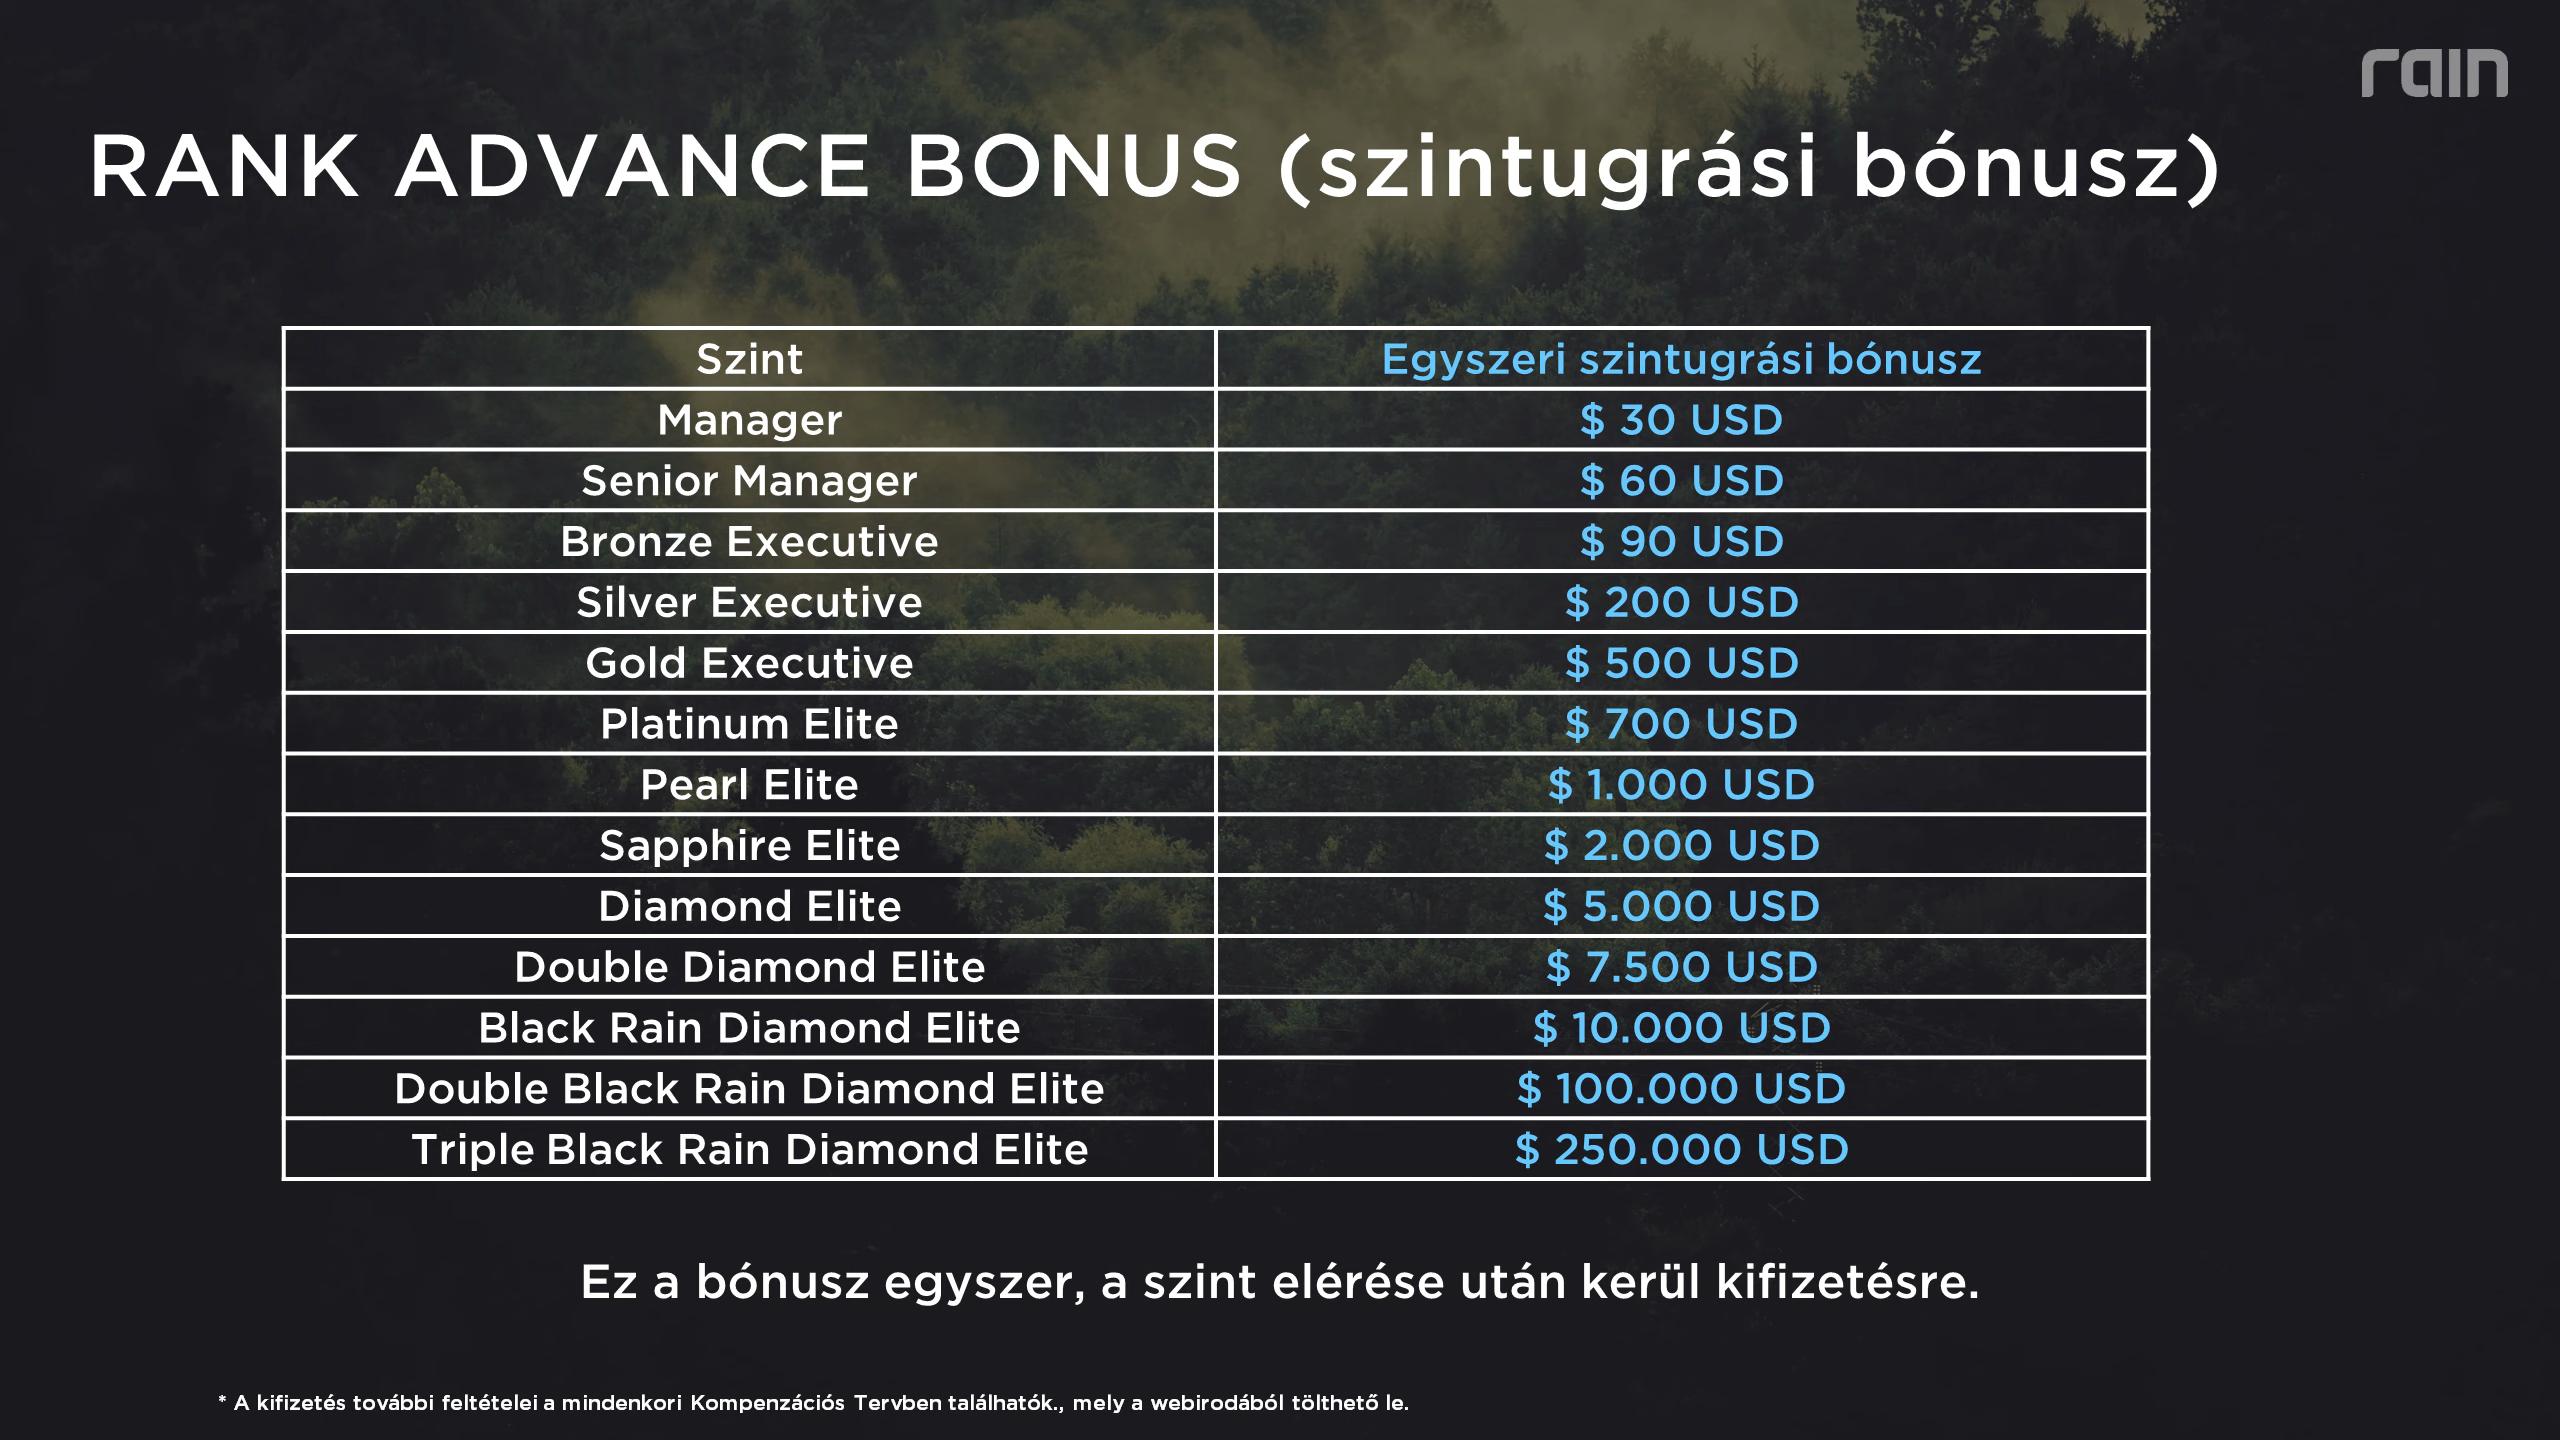 rain
RANK ADVANCE BONUS (szintugrási bónusz)
Szint Egyszeri szintugrási bónusz
Manager $ 30 USD
Senior Manager $ 60 USD
Bronze Executive $ 90 USD
Silver Executive $ 200 USD
Gold Executive $ 500 USD
Platinum Elite $ 700 USD
Pearl Elite $ 1.000 USD
Sapphire Elite $ 2.000 USD
Diamond Elite $ 5.000 USD
Double Diamond Elite $ 7.500 USD
Black Rain Diamond Elite $ 10.000 USD
Double Black Rain Diamond Elite $ 100.000 USD
Triple Black Rain Diamond Elite $ 250.000 USD
Ez a bónusz egyszer, a szint elérése után kerül kifizetésre.
* A kifizetés további feltételei a mindenkori Kompenzációs Tervben találhatók., mely a webirodából tölthető le.